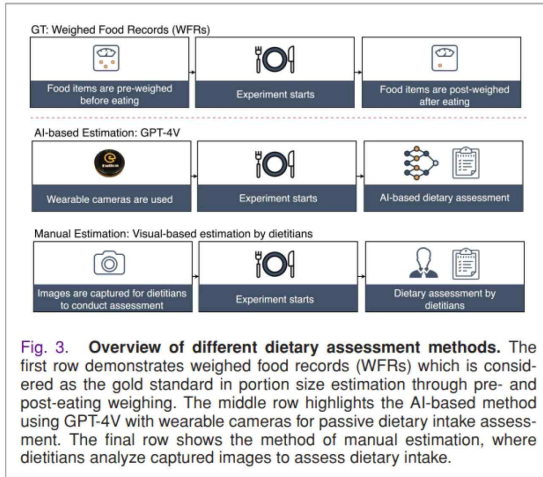 GT: Weighed Food Records (WFRs)
Food items are pre-weighed
before eating
Experiment starts
Food items are post-weighed
after eating
AI-based Estimation: GPT-4V
Wearable cameras are used
Experiment starts
AI-based dietary assessment
Manual Estimation: Visual-based estimation by dietitians
Images are captured for dietitians
to conduct assessment
Experiment starts
Dietary assessment by
dietitians
Fig. 3. Overview of different dietary assessment methods. The
first row demonstrates weighed food records (WFRs) which is consid-
ered as the gold standard in portion size estimation through pre- and
post-eating weighing. The middle row highlights the AI-based method
using GPT-4V with wearable cameras for passive dietary intake assess-
ment. The final row shows the method of manual estimation, where
dietitians analyze captured images to assess dietary intake.